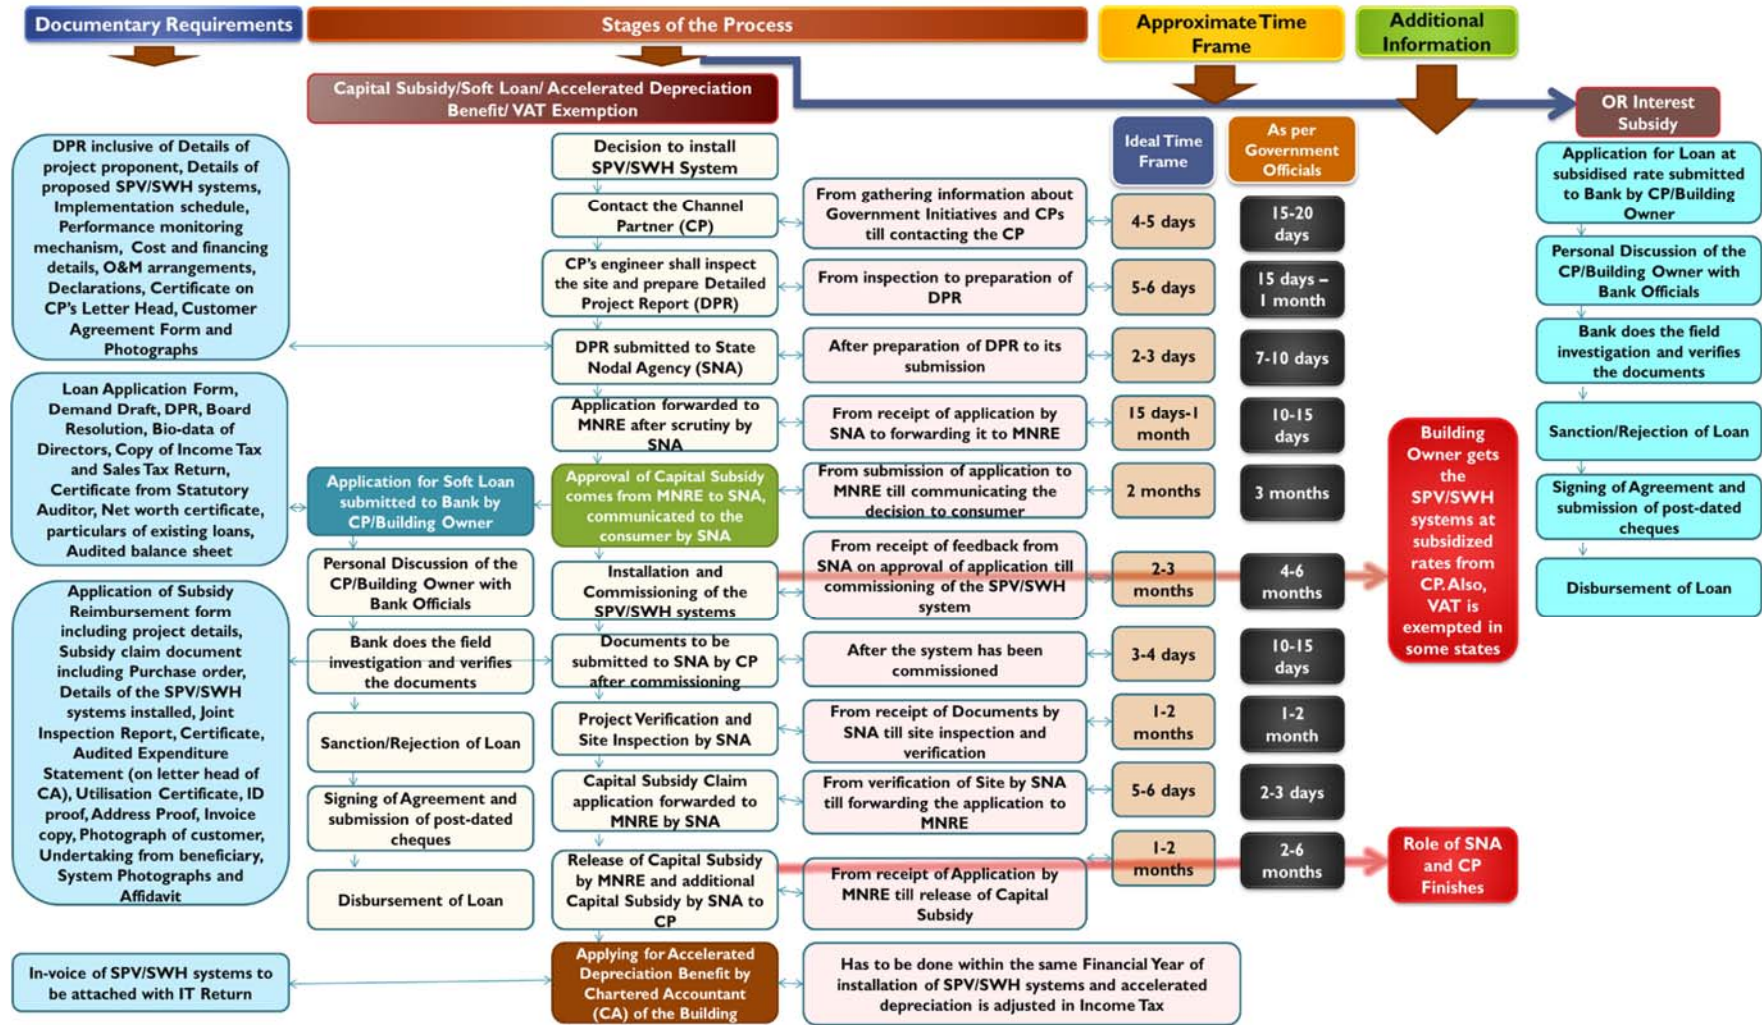 Documentary Requirements
Stages of the Process
Approximate Time
Frame
Additional
Information
Capital Subsidy/Soft Loan/ Accelerated Depreciation
Benefit/ VAT Exemption
OR Interest
Subsidy
Ideal Time
Frame
As per
Government
Officials
DPR inclusive of Details of
project proponent, Details of
proposed SPV/SWH systems,
Implementation schedule,
Performance monitoring
mechanism, Cost and financing
details, O&M arrangements,
Declarations, Certificate on
CP's Letter Head, Customer
Agreement Form and
Photographs
Loan Application Form,
Demand Draft, DPR, Board
Resolution, Bio-data of
Directors, Copy of Income Tax
and Sales Tax Return,
Certificate from Statutory
Auditor, Net worth certificate,
particulars of existing loans,
Audited balance sheet
Application of Subsidy
Reimbursement form
including project details,
Subsidy claim document
including Purchase order,
Details of the SPV/SWH
systems installed, Joint
Inspection Report, Certificate,
Audited Expenditure
Statement (on letter head of
CA), Utilisation Certificate, ID
proof, Address Proof, Invoice
copy, Photograph of customer,
Undertaking from beneficiary,
System Photographs and
Affidavit
In-voice of SPV/SWH systems to
be attached with IT Return
Application for Soft Loan
submitted to Bank by
CP/Building Owner
Personal Discussion of the
CP/Building Owner with
Bank Officials
Bank does the field
investigation and verifies
the documents
Sanction/Rejection of Loan
Signing of Agreement and
submission of post-dated
cheques
Disbursement of Loan
Decision to install
SPV/SWH System
Contact the Channel
Partner (CP)
CP's engineer shall inspect
the site and prepare Detailed
Project Report (DPR)
DPR submitted to State
Nodal Agency (SNA)
Application forwarded to
MNRE after scrutiny by
SNA
Approval of Capital Subsidy
comes from MNRE to SNA,
communicated to the
consumer by SNA
Installation and
Commissioning of the
SPV/SWH systems
Documents to be
submitted to SNA by CP
after commissioning
Project Verification and
Site Inspection by SNA
Capital Subsidy Claim
application forwarded to
MNRE by SNA
Release of Capital Subsidy
by MNRE and additional
Capital Subsidy by SNA to
CP
Applying for Accelerated
Depreciation Benefit by
Chartered Accountant
(CA) of the Building
From gathering information about
Government Initiatives and CPs
till contacting the CP
From inspection to preparation of
DPR
After preparation of DPR to its
submission
From receipt of application by
SNA to forwarding it to MNRE
From submission of application to
MNRE till communicating the
decision to consumer
From receipt of feedback from
SNA on approval of application till
commissioning of the SPV/SWH
system
After the system has been
commissioned
From receipt of Documents by
SNA till site inspection and
verification
From verification of Site by SNA
till forwarding the application to
MNRE
From receipt of Application by
MNRE till release of Capital
Subsidy
Has to be done within the same Financial Year of
installation of SPV/SWH systems and accelerated
depreciation is adjusted in Income Tax
4-5 days
5-6 days
2-3 days
15 days-1
month
2 months
2-3
months
3-4 days
1-2
months
5-6 days
1-2
months
15-20
days
15 days –
1 month
7-10 days
10-15
days
3 months
4-6
months
10-15
days
1-2
month
2-3 days
2-6
months
Building
Owner gets
the
SPV/SWH
systems at
subsidized
rates from
CP. Also,
VAT is
exempted in
some states
Role of SNA
and CP
Finishes
Application for Loan at
subsidised rate submitted
to Bank by CP/Building
Owner
Personal Discussion of the
CP/Building Owner with
Bank Officials
Bank does the field
investigation and verifies
the documents
Sanction/Rejection of Loan
Signing of Agreement and
submission of post-dated
cheques
Disbursement of Loan